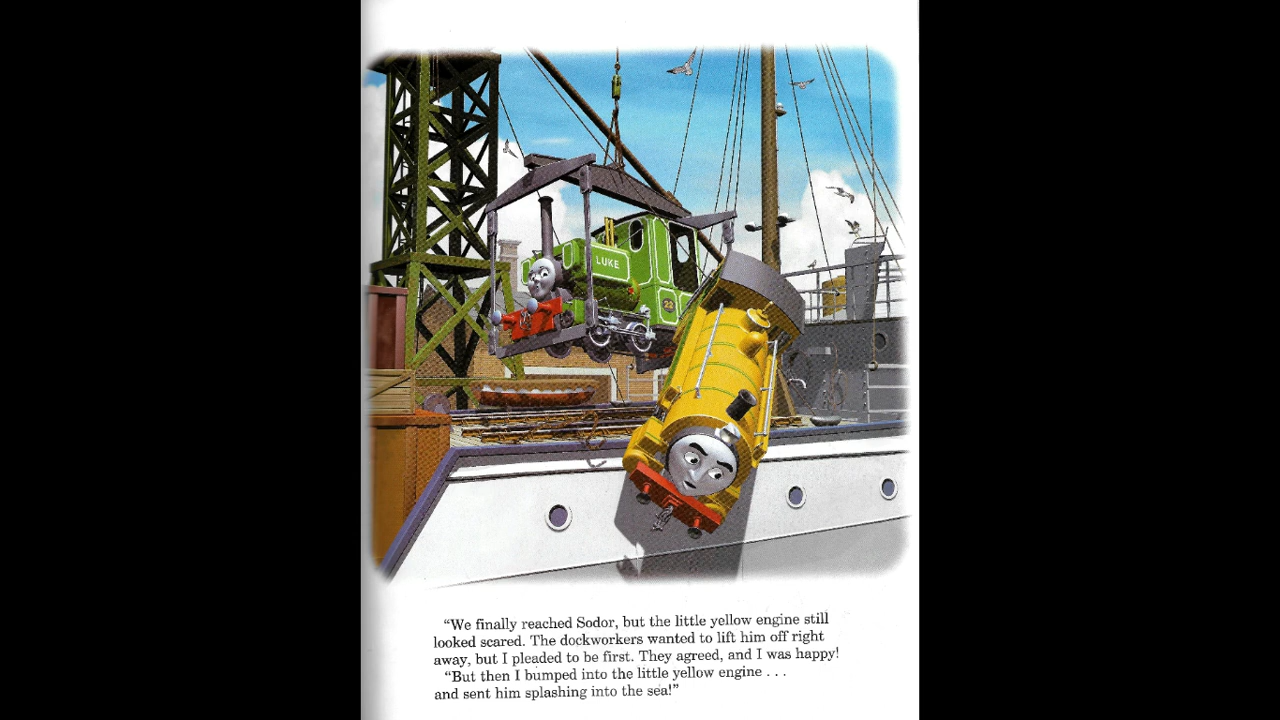 LUKE
22
“We finally reached Sodor, but the little yellow engine still
looked scared. The dockworkers wanted to lift him off right
away, but I pleaded to be first. They agreed, and I was happy!
“But then I bumped into the little yellow engine . . .
and sent him splashing into the sea!”